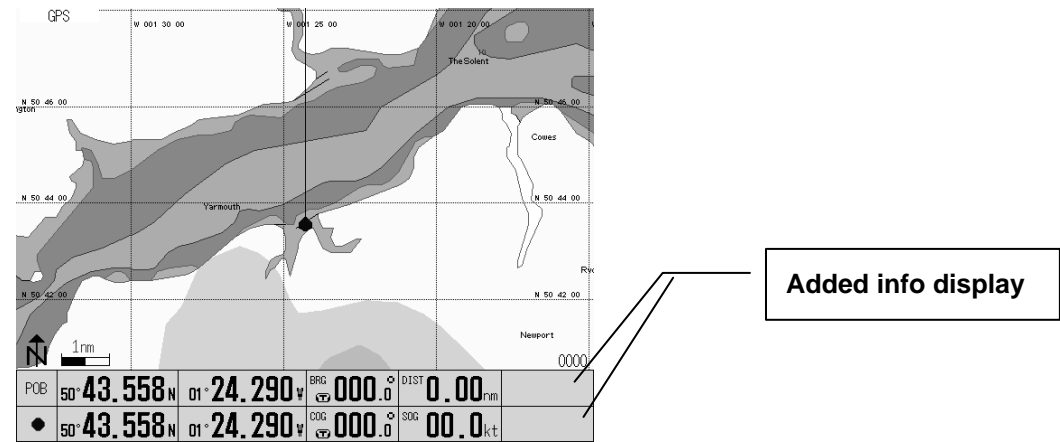 GPS
W 001 30 00
W 001 25 00
W 001 20 00
10
The Solent
N 50 46 00
N 50 46 00
ngton
Cowes
N 50 44 00
N 50 44 00
Yarmouth
Added info display
N 50 42 00
N 50 42 00
Newport
N
1nm
0000
POB 50°43.558N 01°24.290W BRG T 000.0° DIST 0.00nm
50°43.558N 01°24.290W COG T 000.0° SOG 00.0kt